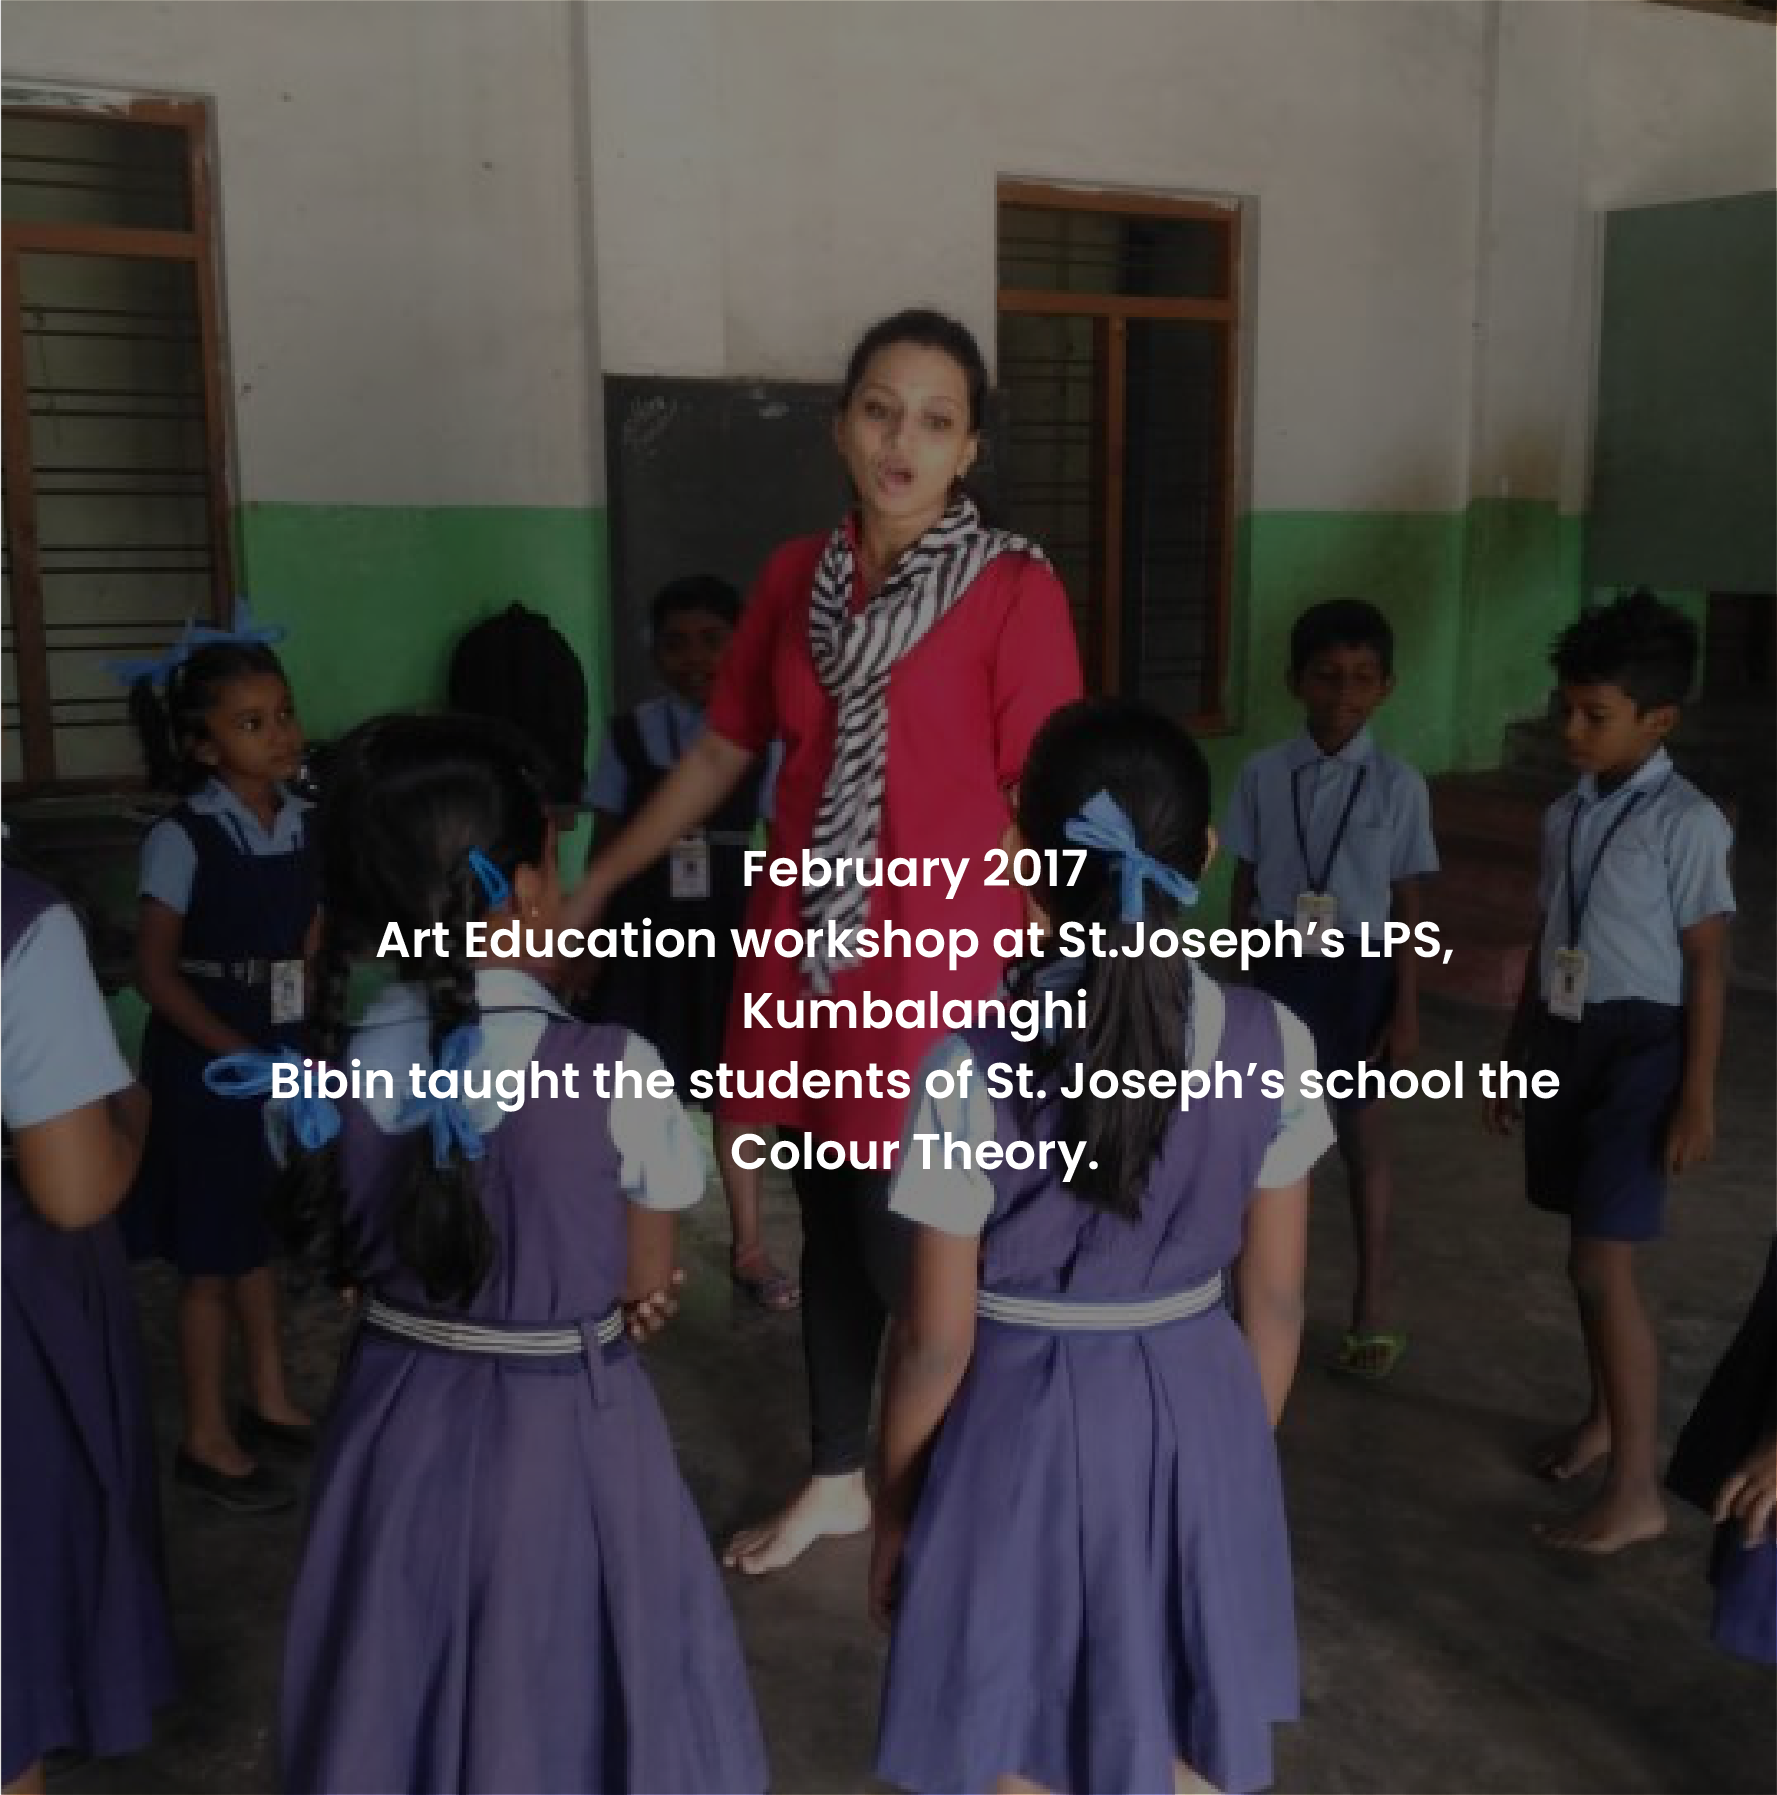 February 2017
Art Education workshop at St.Joseph’s LPS,
Kumbalanghi
Bibin taught the students of St. Joseph’s school the
Colour Theory.